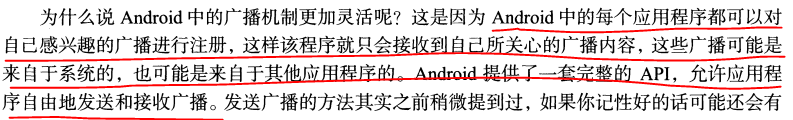 为什么说 Android 中的广播机制更加灵活呢？这是因为 Android 中的每个应用程序都可以对
自己感兴趣的广播进行注册，这样该程序就只会接收到自己所关心的广播内容，这些广播可能是
来自于系统的，也可能是来自于其他应用程序的。Android 提供了一套完整的 API，允许应用程
序自由地发送和接收广播。发送广播的方法其实之前稍微提到过，如果你记性好的话可能还会有